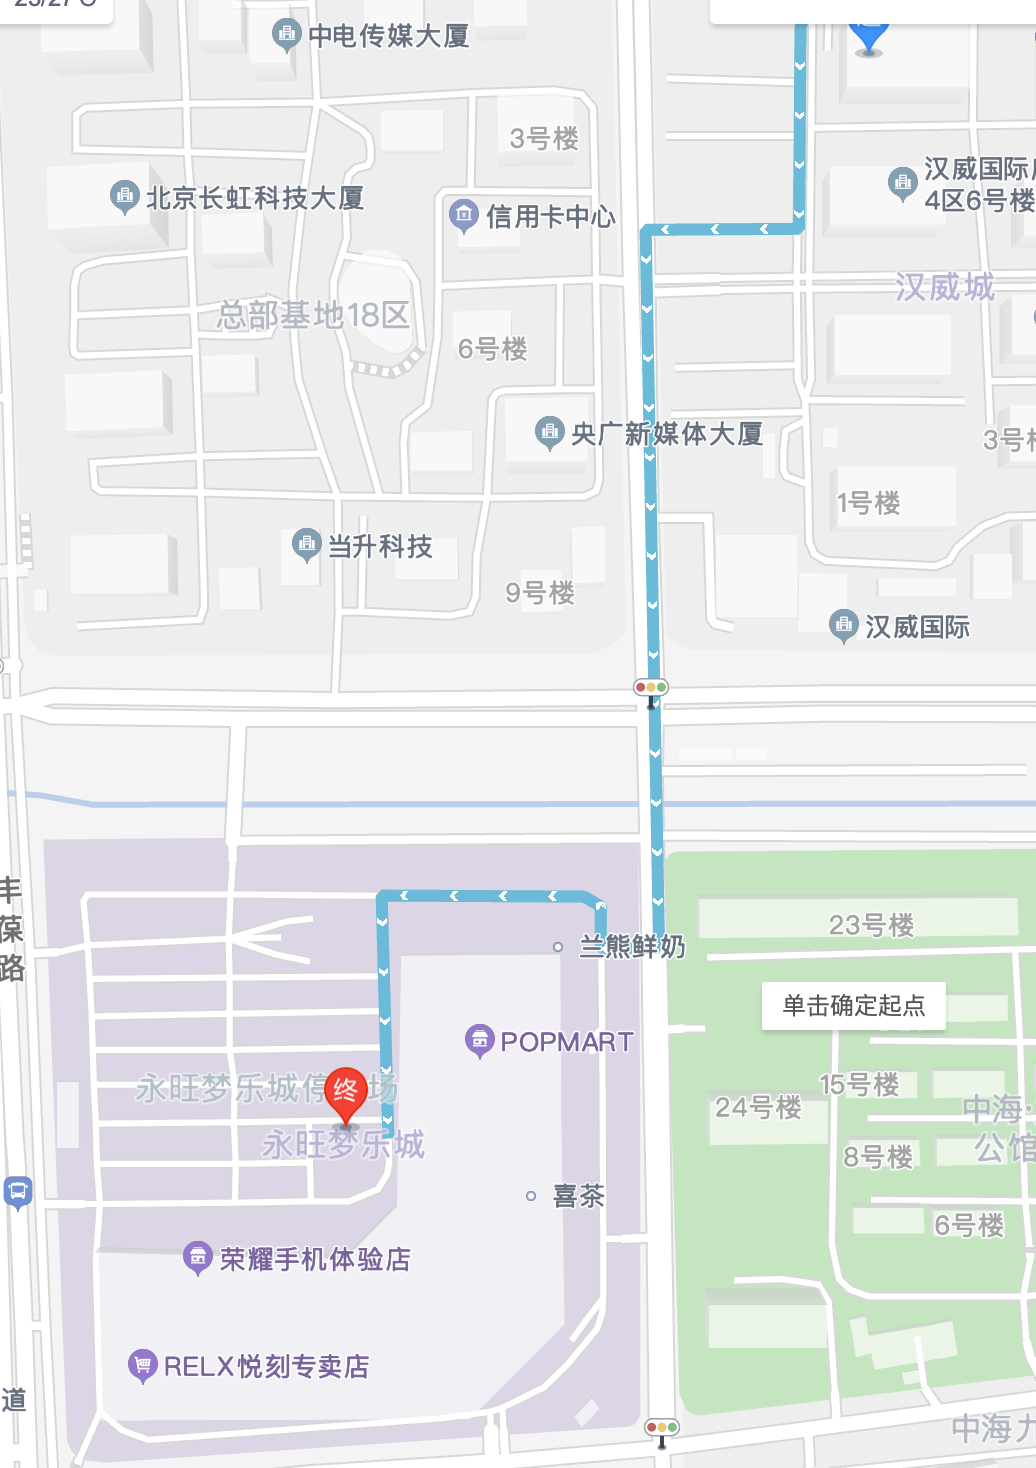 中电传媒大厦
3号楼
汉威国际
4区6号楼
北京长虹科技大厦
信用卡中心
汉威城
总部基地18区
6号楼
央广新媒体大厦
3号楼
1号楼
当升科技
9号楼
汉威国际
丰葆路
23号楼
兰熊鲜奶
单击确定起点
POPMART
15号楼
永旺梦乐城停
场
终
24号楼
中海·
公馆
永旺梦乐城
8号楼
喜茶
6号楼
荣耀手机体验店
RELX悦刻专卖店
道
中海九